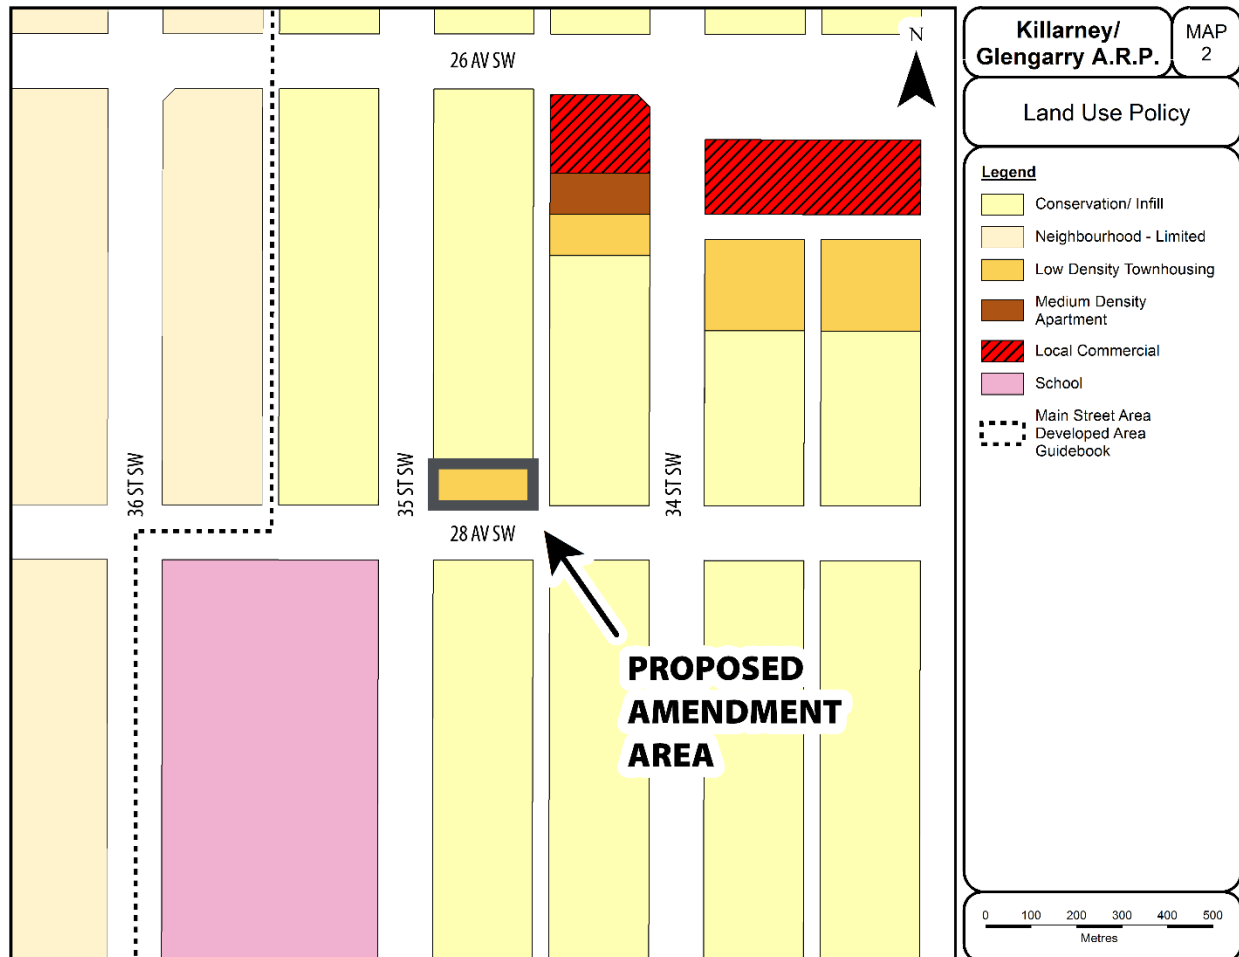 Killarney/
Glengarry A.R.P.
MAP
2
Land Use Policy
Legend
Conservation/ Infill
Neighbourhood - Limited
Low Density Townhousing
Medium Density
Apartment
Local Commercial
School
Main Street Area
Developed Area
Guidebook
N
26 AV SW
36 ST SW
35 ST SW
34 ST SW
28 AV SW
PROPOSED
AMENDMENT
AREA
0 100 200 300 400 500
Metres